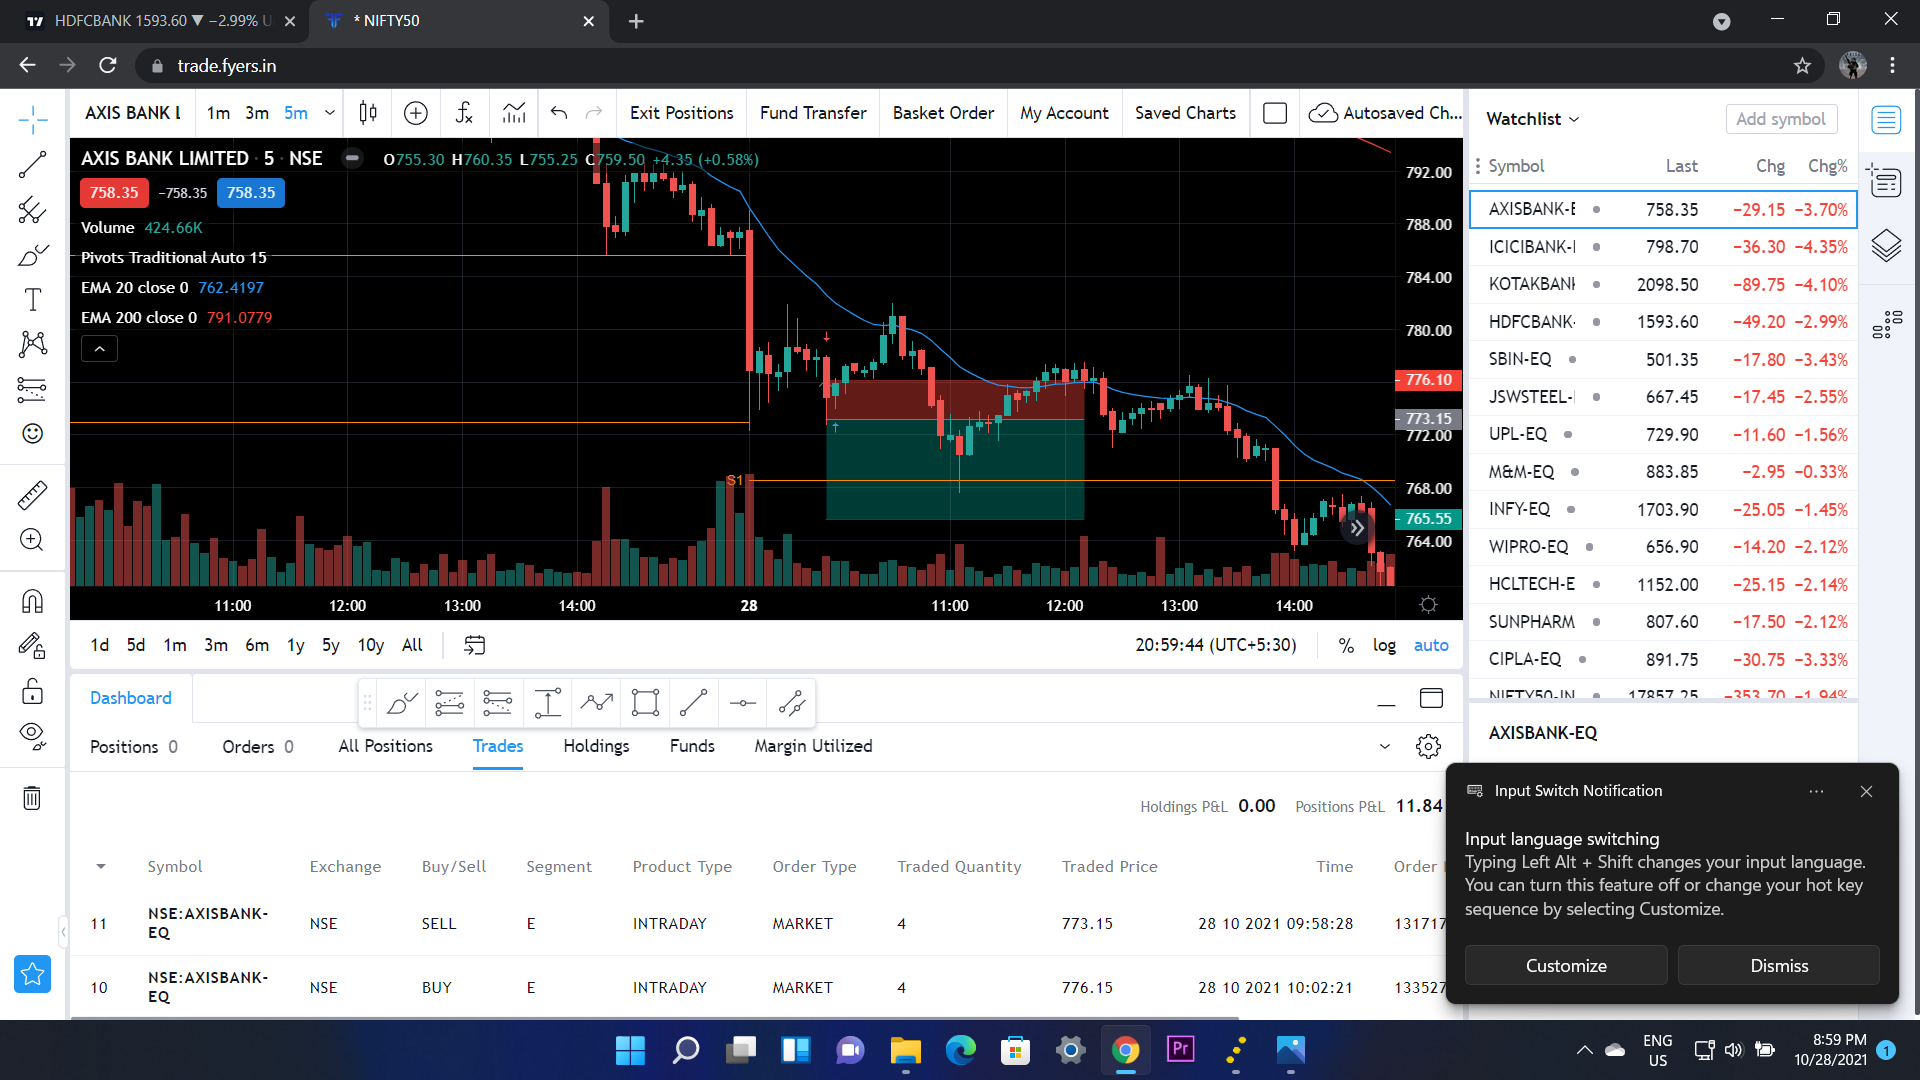 HDFCBANK 1593.60 ▼ −2.99% U
* NIFTY50
trade.fyers.in
AXIS BANK L 1m 3m 5m Exit Positions Fund Transfer Basket Order My Account Saved Charts Autosaved Ch...
AXIS BANK LIMITED · 5 · NSE O755.30 H760.35 L755.25 C759.50 +4.35 (+0.58%)
758.35 −758.35 758.35
Volume 424.66K
Pivots Traditional Auto 15
EMA 20 close 0 762.4197
EMA 200 close 0 791.0779
S1
792.00
788.00
784.00
780.00
776.10
773.15
772.00
768.00
765.55
764.00
11:00 12:00 13:00 14:00 28 11:00 12:00 13:00 14:00
1d 5d 1m 3m 6m 1y 5y 10y All 20:59:44 (UTC+5:30) % log auto
Watchlist Add symbol
Symbol Last Chg Chg%
AXISBANK-E 758.35 −29.15 −3.70%
ICICIBANK-I 798.70 −36.30 −4.35%
KOTAKBANK 2098.50 −89.75 −4.10%
HDFCBANK- 1593.60 −49.20 −2.99%
SBIN-EQ 501.35 −17.80 −3.43%
JSWSTEEL- 667.45 −17.45 −2.55%
UPL-EQ 729.90 −11.60 −1.56%
M&M-EQ 883.85 −2.95 −0.33%
INFY-EQ 1703.90 −25.05 −1.45%
WIPRO-EQ 656.90 −14.20 −2.12%
HCLTECH-E 1152.00 −25.15 −2.14%
SUNPHARM 807.60 −17.50 −2.12%
CIPLA-EQ 891.75 −30.75 −3.33%
NIFTY50-IN 17857.25 −353.70 −1.94%
AXISBANK-EQ
Dashboard
Positions 0 Orders 0 All Positions Trades Holdings Funds Margin Utilized
Holdings P&L 0.00 Positions P&L 11.84
Symbol Exchange Buy/Sell Segment Product Type Order Type Traded Quantity Traded Price Time Order
11 NSE:AXISBANK-EQ NSE SELL E INTRADAY MARKET 4 773.15 28 10 2021 09:58:28 131717
10 NSE:AXISBANK-EQ NSE BUY E INTRADAY MARKET 4 776.15 28 10 2021 10:02:21 133527
Input Switch Notification
Input language switching
Typing Left Alt + Shift changes your input language.
You can turn this feature off or change your hot key
sequence by selecting Customize.
Customize Dismiss
Pr
ENG
US
8:59 PM
10/28/2021
1